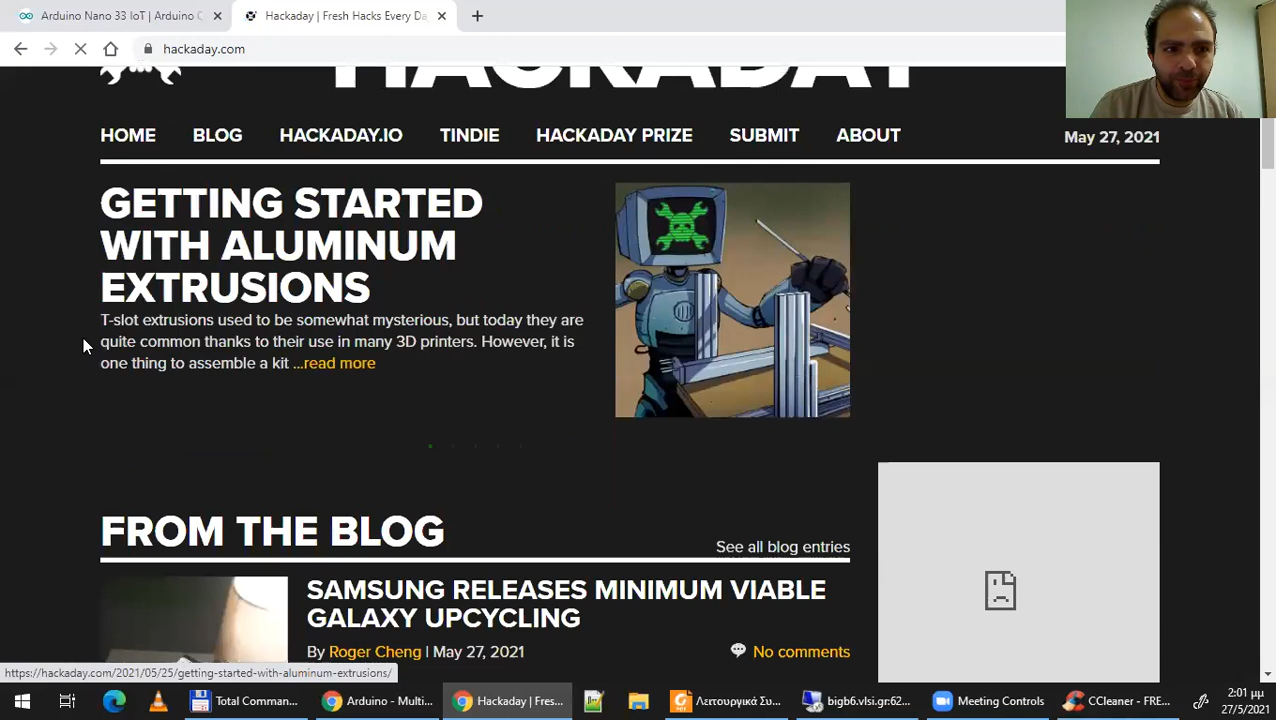 Arduino Nano 33 IoT | Arduino O
Hackaday | Fresh Hacks Every Da
hackaday.com
HACKADAY
HOME BLOG HACKADAY.IO TINDIE HACKADAY PRIZE SUBMIT ABOUT
May 27, 2021
GETTING STARTED
WITH ALUMINUM
EXTRUSIONS
T-slot extrusions used to be somewhat mysterious, but today they are
quite common thanks to their use in many 3D printers. However, it is
one thing to assemble a kit ...read more
FROM THE BLOG
See all blog entries
SAMSUNG RELEASES MINIMUM VIABLE
GALAXY UPCYCLING
By Roger Cheng | May 27, 2021
No comments
https://hackaday.com/2021/05/25/getting-started-with-aluminum-extrusions/
Total Comman...
Arduino - Multi...
Hackaday | Fres...
Λειτουργικά Συ...
bigb6.vlsi.gr:62...
Meeting Controls
CCleaner - FRE...
2:01 μμ
27/5/2021